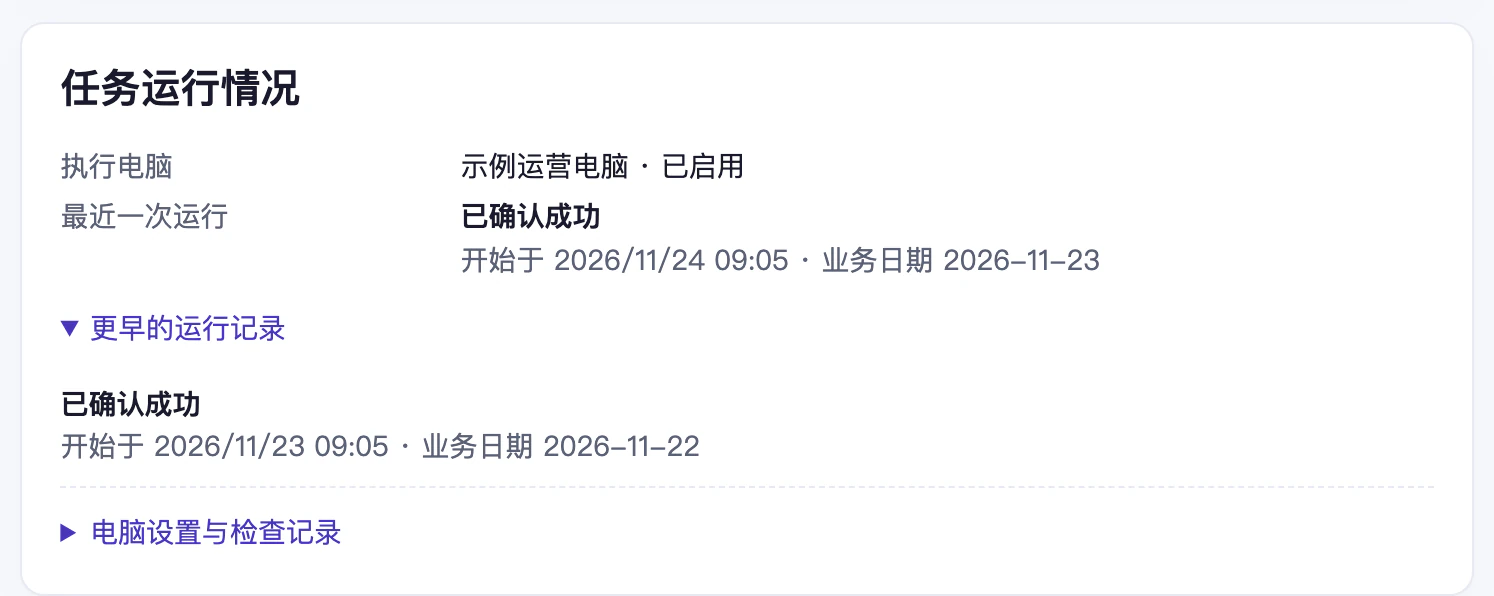 任务运行情况
执行电脑 示例运营电脑 · 已启用
最近一次运行 已确认成功
开始于 2026/11/24 09:05 · 业务日期 2026-11-23
▼ 更早的运行记录
已确认成功
开始于 2026/11/23 09:05 · 业务日期 2026-11-22
▶ 电脑设置与检查记录